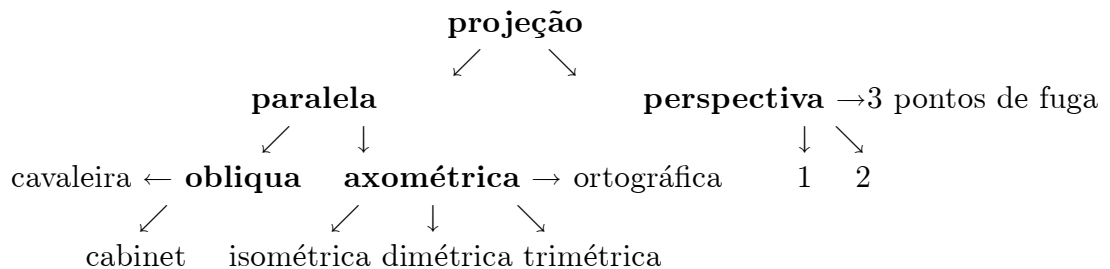 projeção
paralela perspectiva →3 pontos de fuga
cavaleira ← obliqua axométrica → ortográfica 1 2
cabinet isométrica dimétrica trimétrica